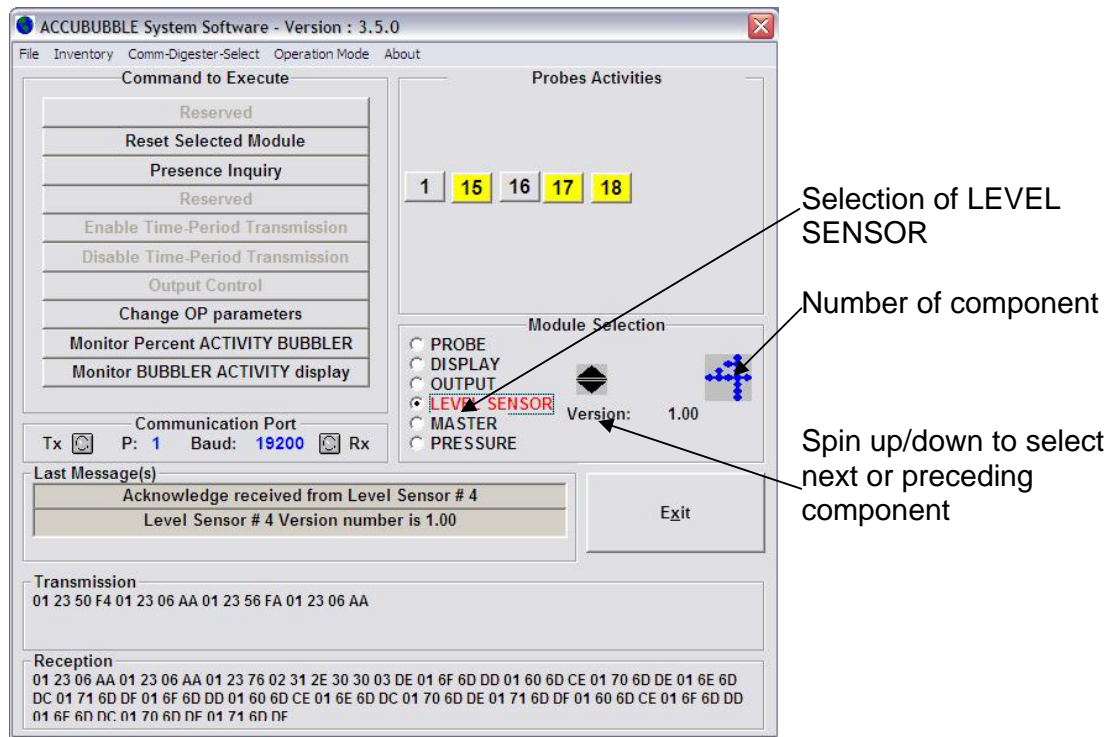 ACCUBUBBLE System Software - Version : 3.5.0
File Inventory Comm-Digester-Select Operation Mode About
Command to Execute
Reserved
Reset Selected Module
Presence Inquiry
Reserved
Enable Time-Period Transmission
Disable Time-Period Transmission
Output Control
Change OP parameters
Monitor Percent ACTIVITY BUBBLER
Monitor BUBBLER ACTIVITY display
Probes Activities
1 15 16 17 18
Module Selection
PROBE
DISPLAY
OUTPUT
LEVEL SENSOR
MASTER
PRESSURE
Version: 1.00
4
Communication Port
Tx P: 1 Baud: 19200 Rx
Last Message(s)
Acknowledge received from Level Sensor # 4
Level Sensor # 4 Version number is 1.00
Exit
Transmission
01 23 50 F4 01 23 06 AA 01 23 56 FA 01 23 06 AA
Reception
01 23 06 AA 01 23 06 AA 01 23 76 02 31 2E 30 30 03 DE 01 6F 6D DD 01 60 6D CE 01 70 6D DE 01 6E 6D
DC 01 71 6D DF 01 6F 6D DD 01 60 6D CE 01 6E 6D DC 01 70 6D DE 01 71 6D DF 01 60 6D CE 01 6F 6D DD
01 6E 6D DC 01 70 6D DE 01 71 6D DF
Selection of LEVEL
SENSOR
Number of component
Spin up/down to select
next or preceding
component